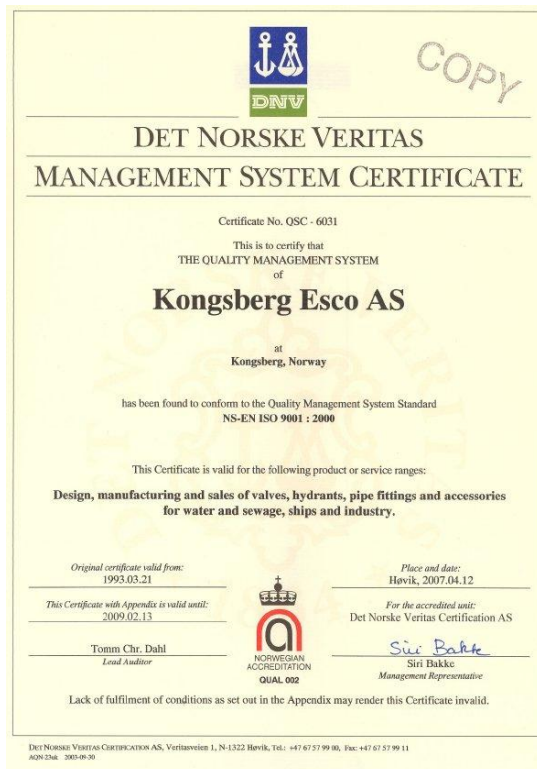 COPY
DNV
DET NORSKE VERITAS
MANAGEMENT SYSTEM CERTIFICATE
Certificate No. QSC - 6031
This is to certify that
THE QUALITY MANAGEMENT SYSTEM
of
Kongsberg Esco AS
at
Kongsberg, Norway
has been found to conform to the Quality Management System Standard
NS-EN ISO 9001 : 2000
This Certificate is valid for the following product or service ranges:
Design, manufacturing and sales of valves, hydrants, pipe fittings and accessories
for water and sewage, ships and industry.
Original certificate valid from:
1993.03.21
Place and date:
Høvik, 2007.04.12
This Certificate with Appendix is valid until:
2009.02.13
For the accredited unit:
Det Norske Veritas Certification AS
Tomm Chr. Dahl
Lead Auditor
NORWEGIAN
ACCREDITATION
QUAL 002
Siri Bakke
Siri Bakke
Management Representative
Lack of fulfilment of conditions as set out in the Appendix may render this Certificate invalid.
DET NORSKE VERITAS CERTIFICATION AS, Veritasveien 1, N-1322 Høvik, Tel.: +47 67 57 99 00, Fax: +47 67 57 99 11
AQN-23uk 2003-09-30